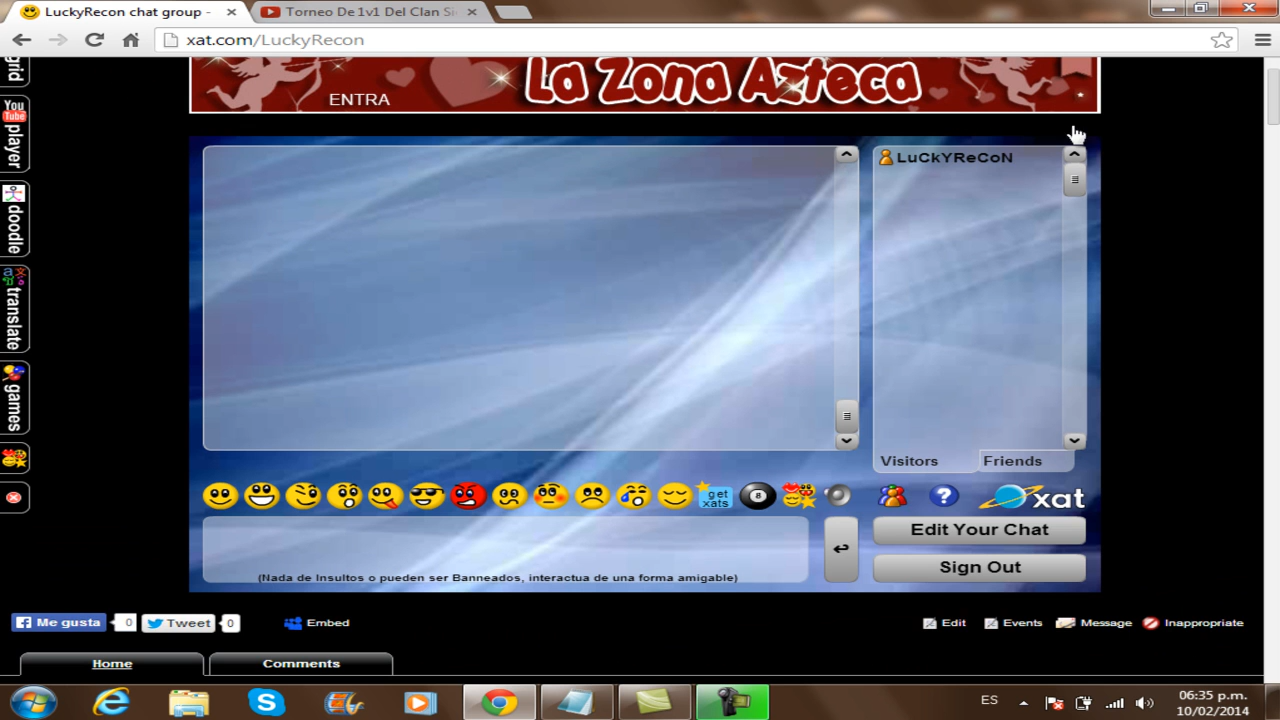 LuckyRecon chat group -
Torneo De 1v1 Del Clan Si
xat.com/LuckyRecon
grid
You
Tube
player
doodle
translate
games
La Zona Azteca
ENTRA
LuCkYReCoN
Visitors
Friends
get
xats
8
?
xat
Edit Your Chat
Sign Out
(Nada de Insultos o pueden ser Banneados, interactua de una forma amigable)
Me gusta 0
Tweet 0
Embed
Edit
Events
Message
Inappropriate
Home
Comments
ES
06:35 p.m.
10/02/2014